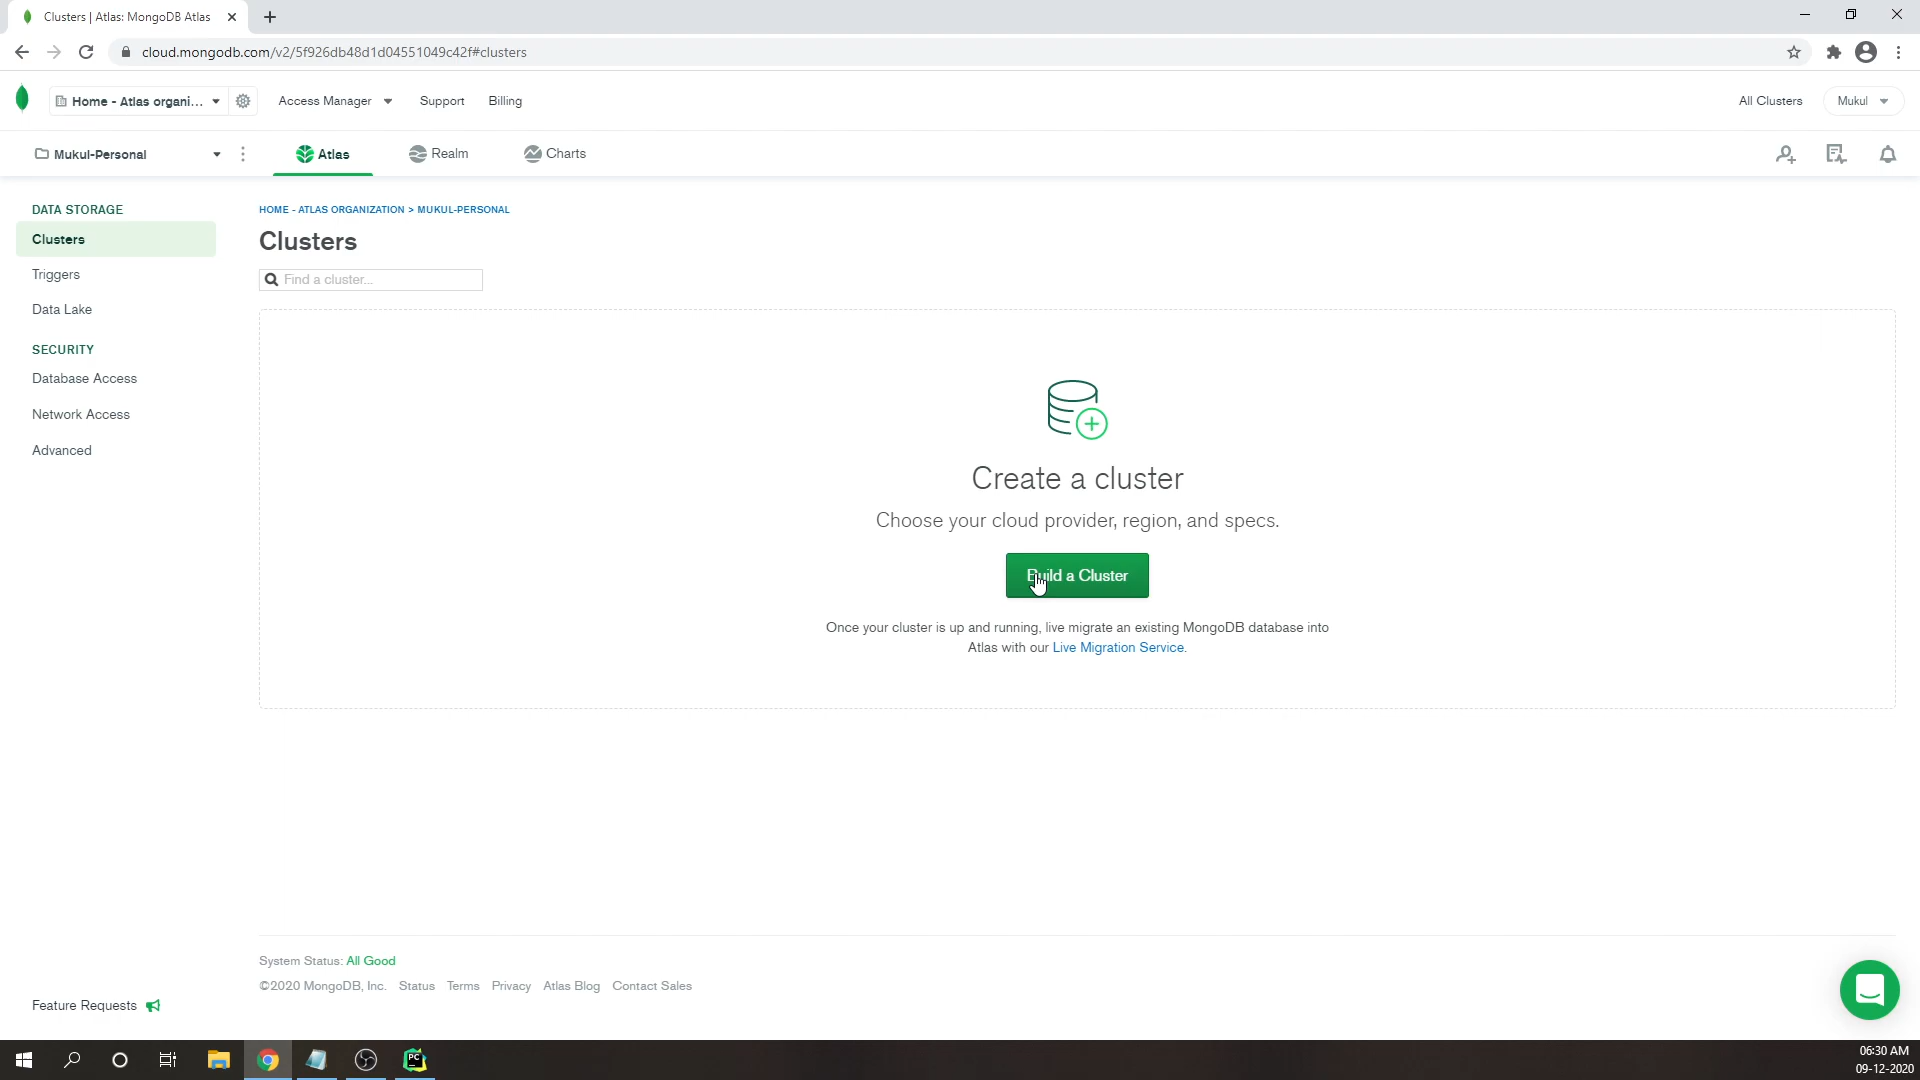 Clusters | Atlas: MongoDB Atlas
cloud.mongodb.com/v2/5f926db48d1d04551049c42f#clusters
Home - Atlas organi...
Access Manager
Support
Billing
All Clusters
Mukul
Mukul-Personal
Atlas
Realm
Charts
DATA STORAGE
Clusters
Triggers
Data Lake
SECURITY
Database Access
Network Access
Advanced
HOME - ATLAS ORGANIZATION > MUKUL-PERSONAL
Clusters
Find a cluster...
Create a cluster
Choose your cloud provider, region, and specs.
Build a Cluster
Once your cluster is up and running, live migrate an existing MongoDB database into
Atlas with our Live Migration Service.
System Status: All Good
©2020 MongoDB, Inc. Status Terms Privacy Atlas Blog Contact Sales
Feature Requests
PC
06:30 AM
09-12-2020